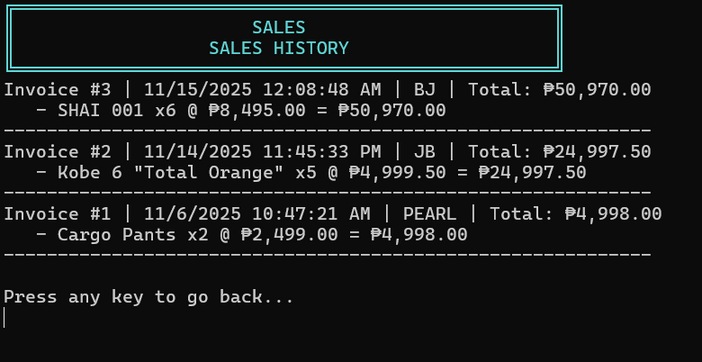 SALES
SALES HISTORY
Invoice #3 | 11/15/2025 12:08:48 AM | BJ | Total: ₱50,970.00
- SHAI 001 x6 @ ₱8,495.00 = ₱50,970.00
------------------------------------------------------------
Invoice #2 | 11/14/2025 11:45:33 PM | JB | Total: ₱24,997.50
- Kobe 6 "Total Orange" x5 @ ₱4,999.50 = ₱24,997.50
------------------------------------------------------------
Invoice #1 | 11/6/2025 10:47:21 AM | PEARL | Total: ₱4,998.00
- Cargo Pants x2 @ ₱2,499.00 = ₱4,998.00
------------------------------------------------------------
Press any key to go back...